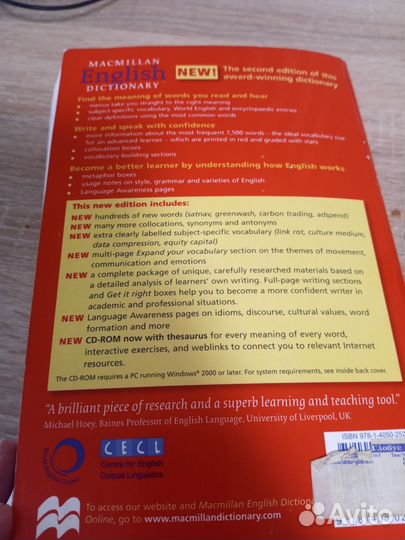 MACMILLAN
English
DICTIONARY
NEW!
The second edition of this
award-winning dictionary
Find the meaning of words you read and hear
• menus take you straight to the right meaning
• subject-specific vocabulary, World English and encyclopaedic entries
• clear definitions using the most common words
Write and speak with confidence
• more information about the most frequent 7,500 words – the ideal vocabulary size
for an advanced learner – which are printed in red and graded with stars
• collocation boxes
• vocabulary-building sections
Become a better learner by understanding how English works
• metaphor boxes
• usage notes on style, grammar and varieties of English
• Language Awareness pages
This new edition includes:
NEW hundreds of new words (satnav, greenwash, carbon trading, adspend)
NEW many more collocations, synonyms and antonyms
NEW extra clearly labelled subject-specific vocabulary (link rot, culture medium,
data compression, equity capital)
NEW multi-page Expand your vocabulary section on the themes of movement,
communication and emotions
NEW a complete package of unique, carefully researched materials based on
a detailed analysis of learners' own writing. Full-page writing sections
and Get it right boxes help you to become a more confident writer in
academic and professional situations.
NEW Language Awareness pages on idioms, discourse, cultural values, word
formation and more
NEW CD-ROM now with thesaurus for every meaning of every word,
interactive exercises, and weblinks to connect you to relevant Internet
resources.
The CD-ROM requires a PC running Windows® 2000 or later. For system requirements, see inside back cover.
"A brilliant piece of research and a superb learning and teaching tool."
Michael Hoey, Baines Professor of English Language, University of Liverpool, UK
ISBN 978-1-4050-252
Глобус
CECL
Centre for English
Corpus Linguistics
To access our website and Macmillan English Dictionary
Online, go to www.macmillandictionary.com
Avito